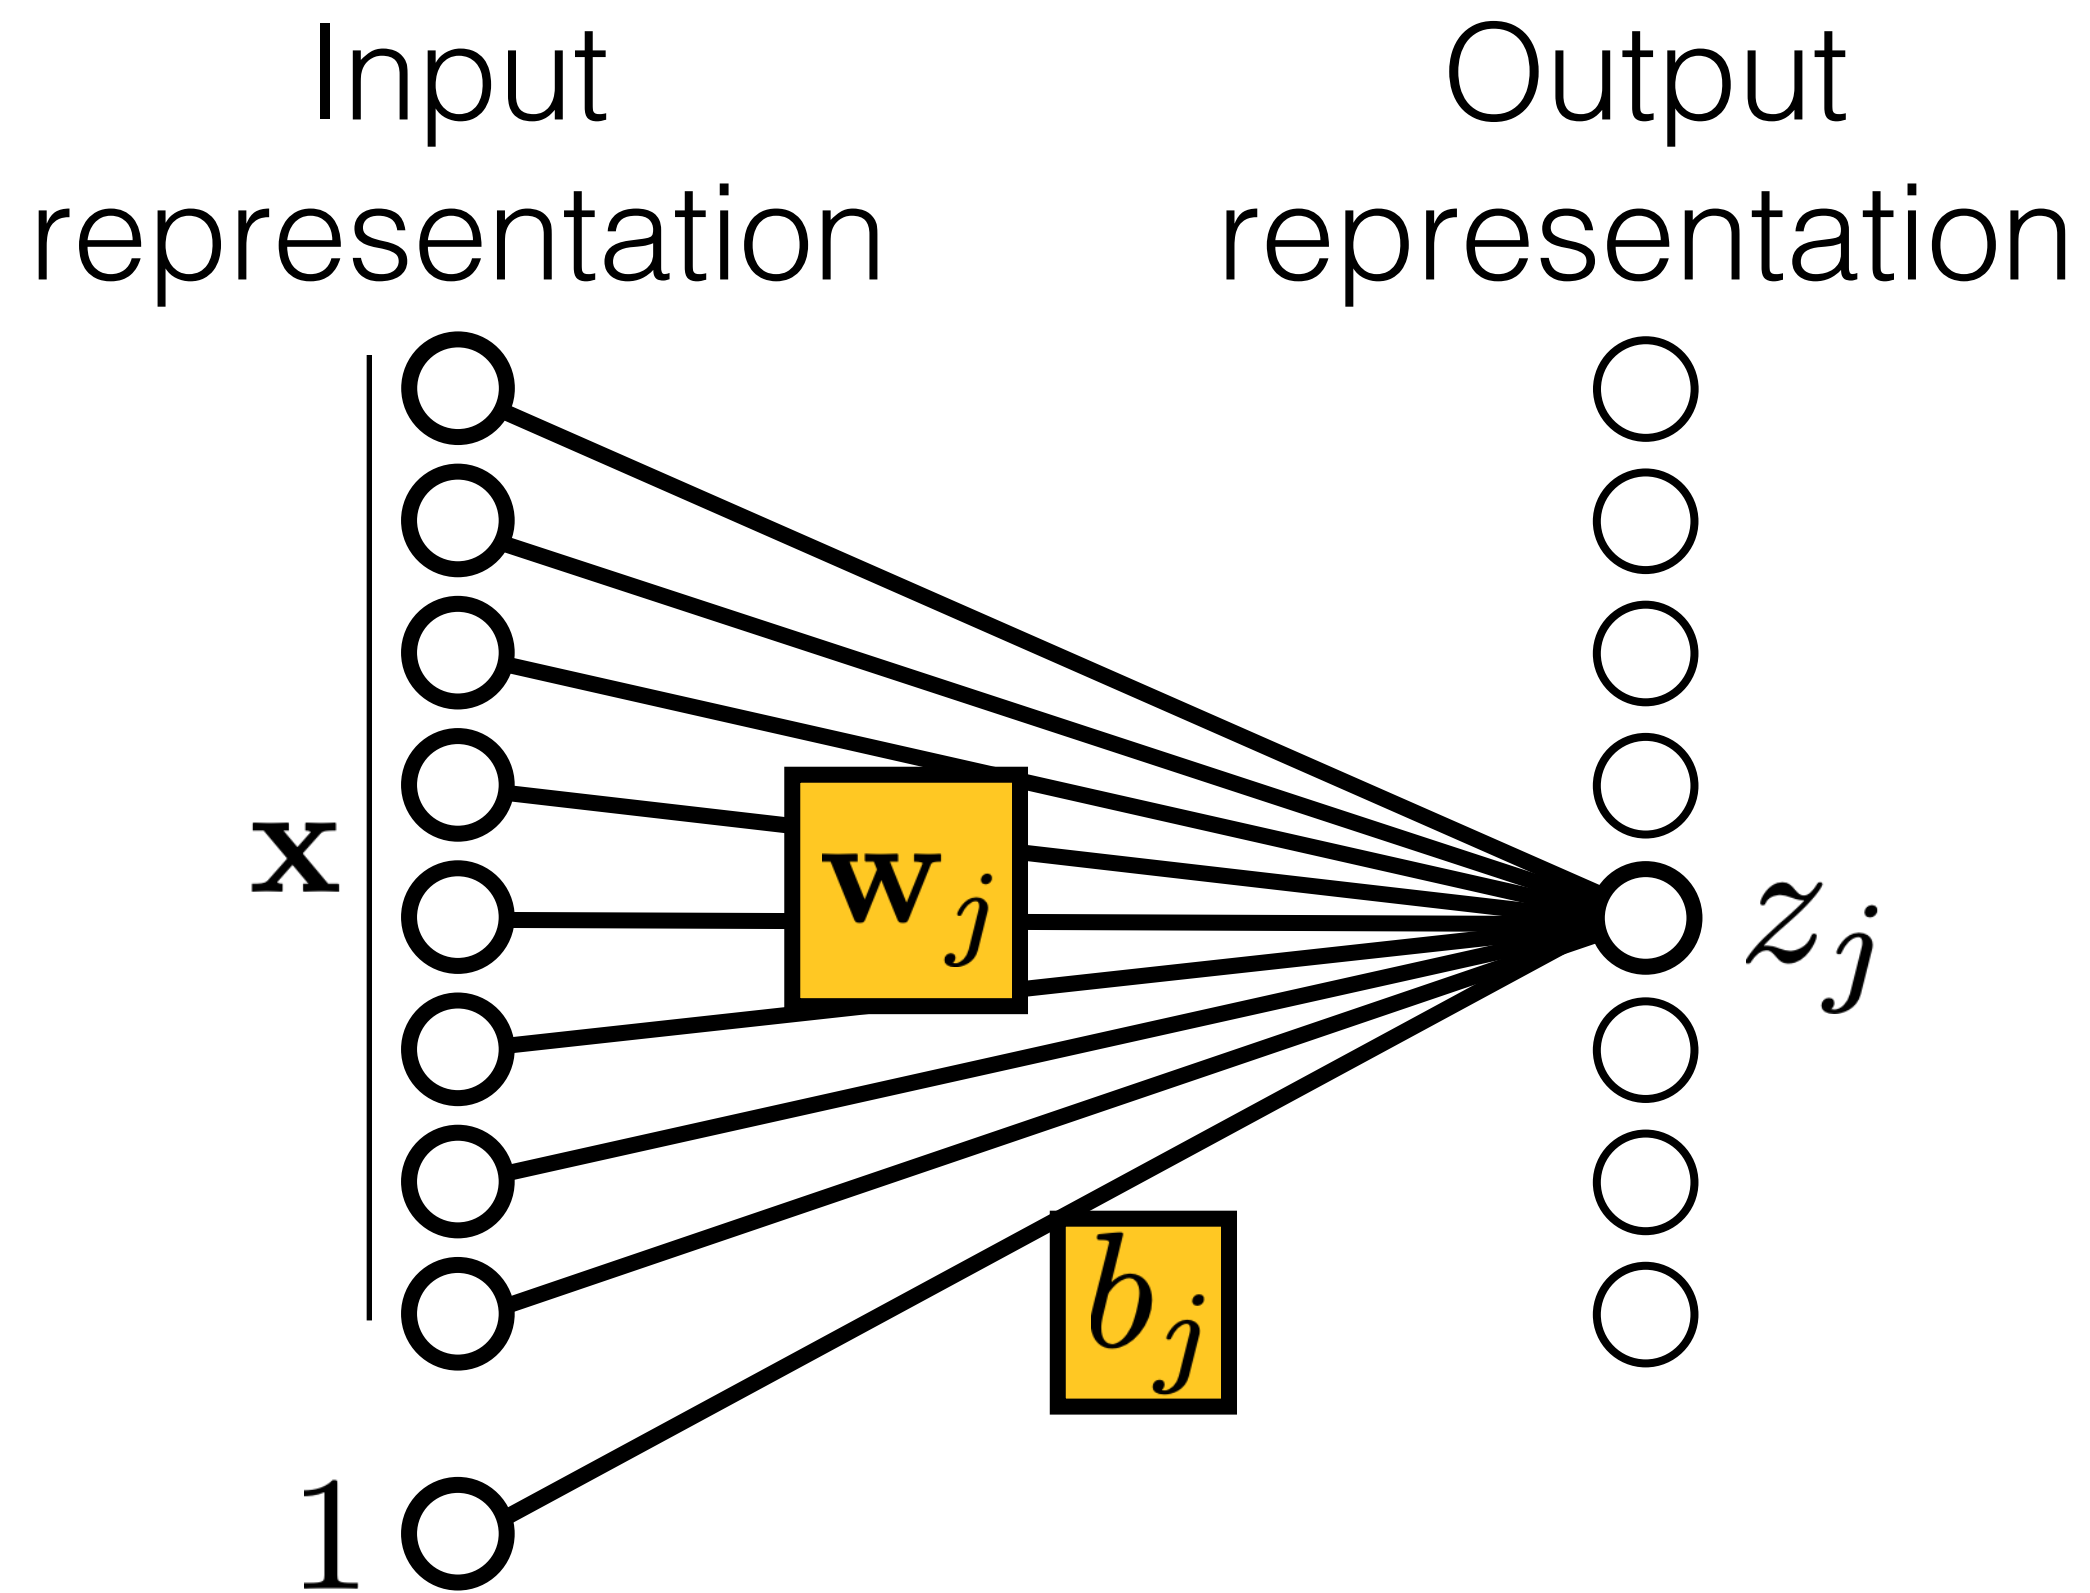 Input
representation
Output
representation
x
w_j
z_j
b_j
1